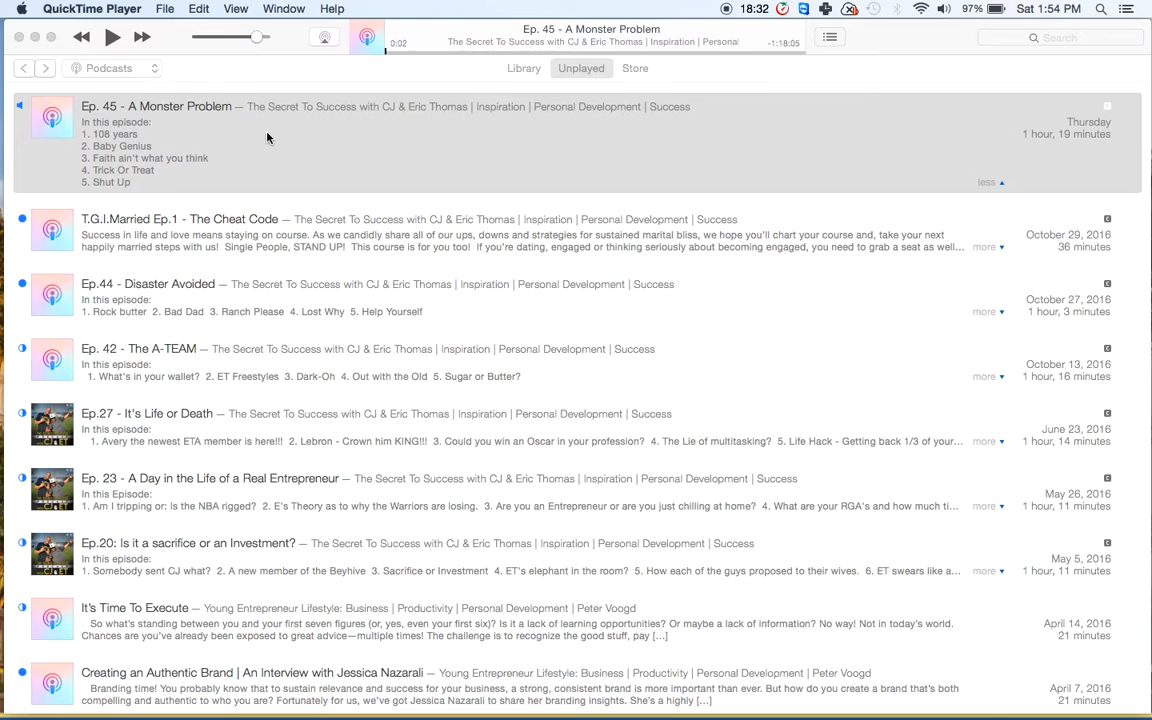 QuickTime Player File Edit View Window Help 18:32 97% Sat 1:54 PM
Ep. 45 - A Monster Problem
0:02 The Secret To Success with CJ & Eric Thomas | Inspiration | Persona -1:18:05
Search
Podcasts Library Unplayed Store
Ep. 45 - A Monster Problem — The Secret To Success with CJ & Eric Thomas | Inspiration | Personal Development | Success
In this episode: Thursday
1. 108 years 1 hour, 19 minutes
2. Baby Genius
3. Faith ain't what you think
4. Trick Or Treat
5. Shut Up less
T.G.I.Married Ep.1 - The Cheat Code — The Secret To Success with CJ & Eric Thomas | Inspiration | Personal Development | Success
Success in life and love means staying on course. As we candidly share all of our ups, downs and strategies for sustained marital bliss, we hope you'll chart your course and, take your next October 29, 2016
happily married steps with us! Single People, STAND UP! This course is for you too! If you're dating, engaged or thinking seriously about becoming engaged, you need to grab a seat as well... more 36 minutes
Ep.44 - Disaster Avoided — The Secret To Success with CJ & Eric Thomas | Inspiration | Personal Development | Success
In this episode: October 27, 2016
1. Rock butter 2. Bad Dad 3. Ranch Please 4. Lost Why 5. Help Yourself more 1 hour, 3 minutes
Ep. 42 - The A-TEAM — The Secret To Success with CJ & Eric Thomas | Inspiration | Personal Development | Success
In this episode: October 13, 2016
1. What's in your wallet? 2. ET Freestyles 3. Dark-Oh 4. Out with the Old 5. Sugar or Butter? more 1 hour, 16 minutes
Ep.27 - It's Life or Death — The Secret To Success with CJ & Eric Thomas | Inspiration | Personal Development | Success
In this episode: June 23, 2016
1. Avery the newest ETA member is here!!! 2. Lebron - Crown him KING!!! 3. Could you win an Oscar in your profession? 4. The Lie of multitasking? 5. Life Hack - Getting back 1/3 of your... more 1 hour, 14 minutes
Ep. 23 - A Day in the Life of a Real Entrepreneur — The Secret To Success with CJ & Eric Thomas | Inspiration | Personal Development | Success
In this Episode: May 26, 2016
1. Am I tripping or: Is the NBA rigged? 2. E's Theory as to why the Warriors are losing. 3. Are you an Entrepreneur or are you just chilling at home? 4. What are your RGA's and how much ti... more 1 hour, 11 minutes
Ep.20: Is it a sacrifice or an Investment? — The Secret To Success with CJ & Eric Thomas | Inspiration | Personal Development | Success
In this episode: May 5, 2016
1. Somebody sent CJ what? 2. A new member of the Beyhive 3. Sacrifice or Investment 4. ET's elephant in the room? 5. How each of the guys proposed to their wives. 6. ET swears like a... more 1 hour, 11 minutes
It's Time To Execute — Young Entrepreneur Lifestyle: Business | Productivity | Personal Development | Peter Voogd
So what's standing between you and your first seven figures (or, yes, even your first six)? Is it a lack of learning opportunities? Or maybe a lack of information? No way! Not in today's world. April 14, 2016
Chances are you've already been exposed to great advice—multiple times! The challenge is to recognize the good stuff, pay [...] 21 minutes
Creating an Authentic Brand | An Interview with Jessica Nazarali — Young Entrepreneur Lifestyle: Business | Productivity | Personal Development | Peter Voogd
Branding time! You probably know that to sustain relevance and success for your business, a strong, consistent brand is more important than ever. But how do you create a brand that's both April 7, 2016
compelling and authentic to who you are? Fortunately for us, we've got Jessica Nazarali to share her branding insights. She's a highly [...] 21 minutes